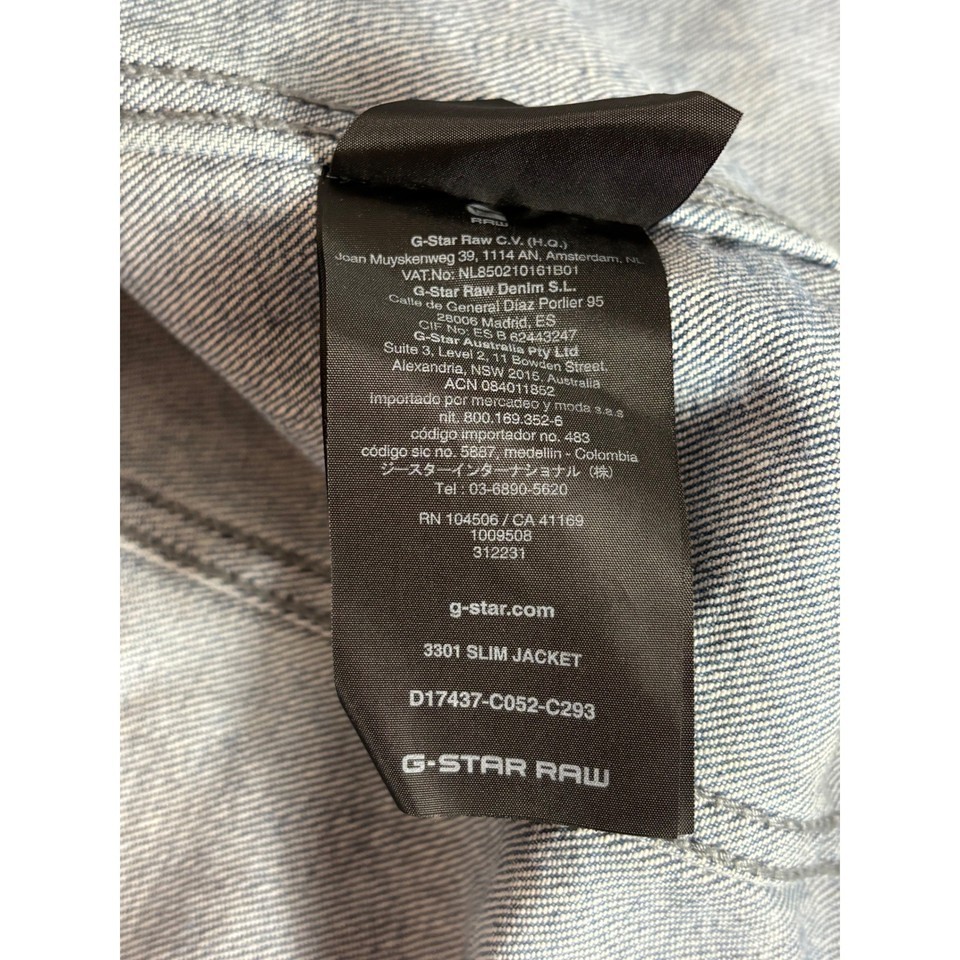 RAW
G-Star Raw C.V. (H.Q.)
Joan Muyskenweg 39, 1114 AN, Amsterdam, NL
VAT.No: NL850210161B01
G-Star Raw Denim S.L.
Calle de General Díaz Porlier 95
28006 Madrid, ES
CIF No: ES B 62443247
G-Star Australia Pty Ltd
Suite 3, Level 2, 11 Bowden Street,
Alexandria, NSW 2015, Australia
ACN 084011852
Importado por mercadeo y moda s.a.s
nit. 800.169.352-6
código importador no. 483
código sic no. 5887, medellin - Colombia
ジースターインターナショナル (株)
Tel : 03-6890-5620
RN 104506 / CA 41169
1009508
312231
g-star.com
3301 SLIM JACKET
D17437-C052-C293
G-STAR RAW